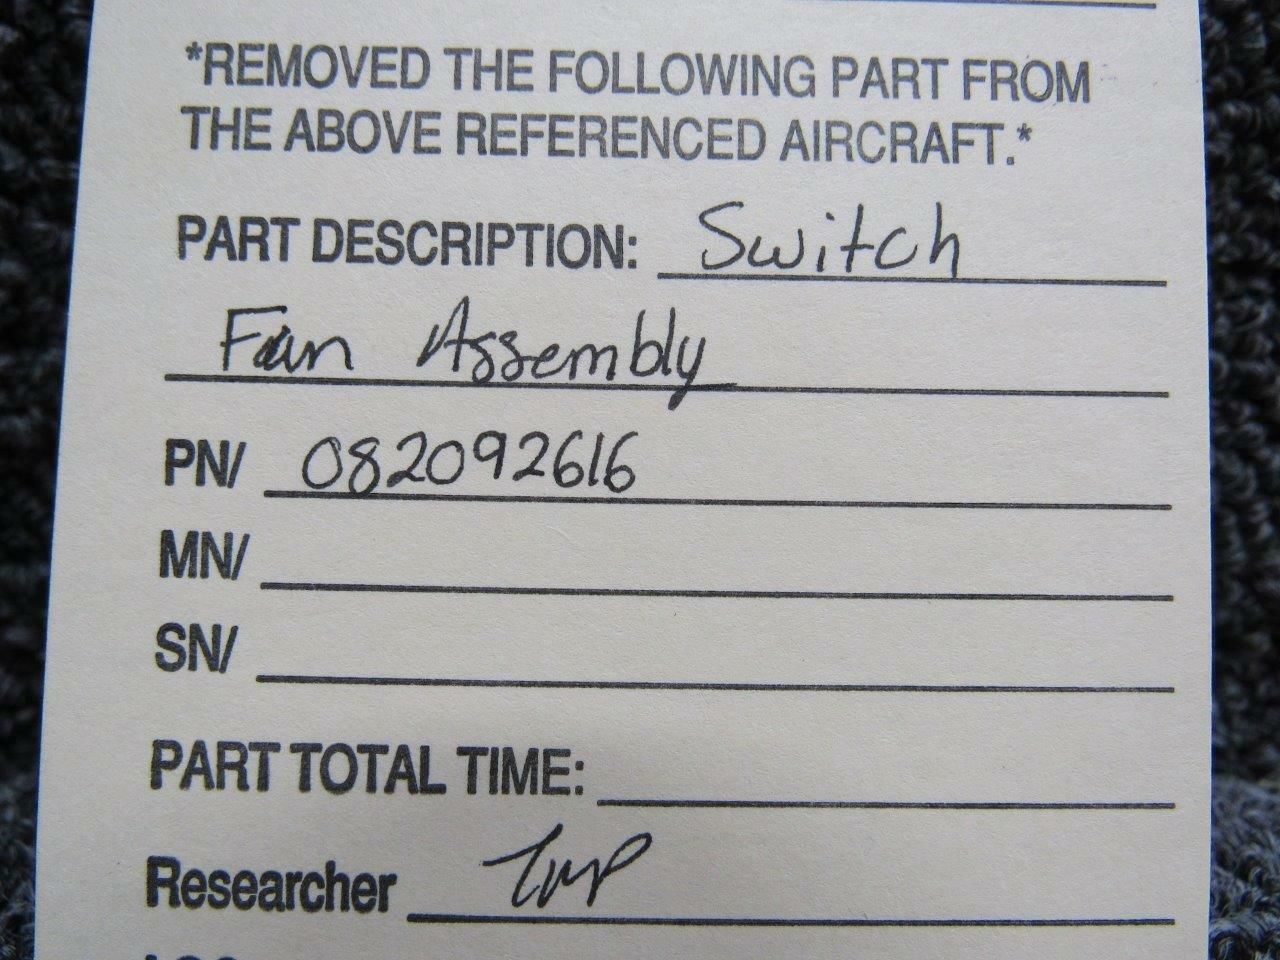 *REMOVED THE FOLLOWING PART FROM
THE ABOVE REFERENCED AIRCRAFT.*
PART DESCRIPTION: Switch
Fan Assembly
PN/ 082092616
MN/
SN/
PART TOTAL TIME:
Researcher